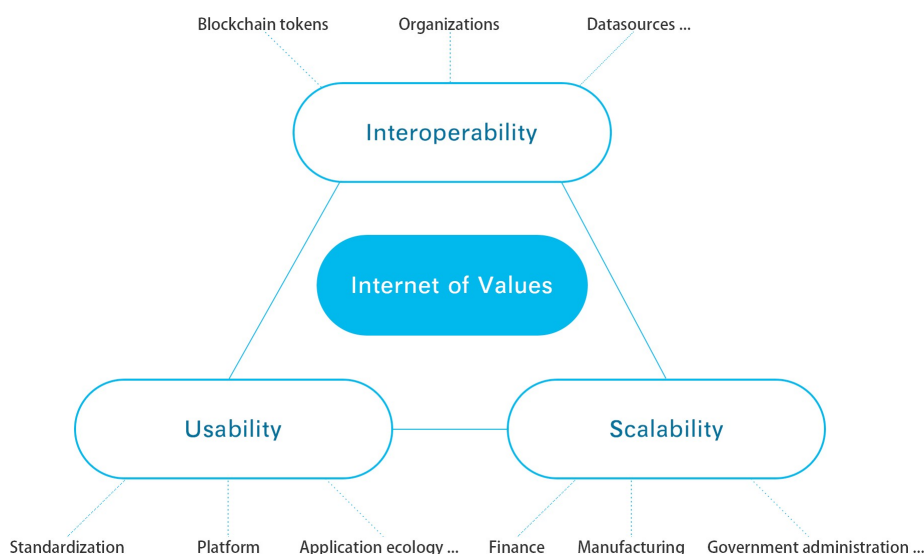 Blockchain tokens
Organizations
Datasources ...
Interoperability
Internet of Values
Usability
Scalability
Standardization
Platform
Application ecology ...
Finance
Manufacturing
Government administration ...